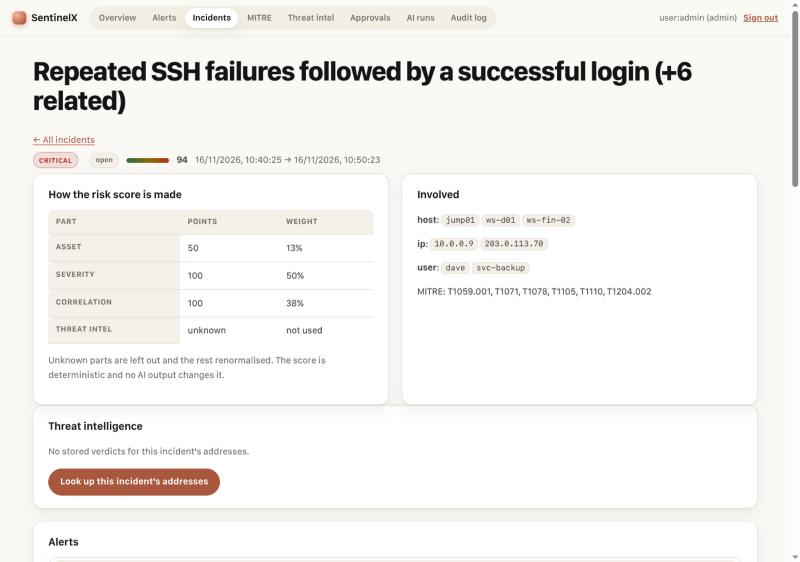 SentinelX Overview Alerts Incidents MITRE Threat intel Approvals AI runs Audit log user:admin (admin) Sign out
Repeated SSH failures followed by a successful login (+6
related)
← All incidents
CRITICAL open 94 16/11/2026, 10:40:25 → 16/11/2026, 10:50:23
How the risk score is made
PART POINTS WEIGHT
ASSET 50 13%
SEVERITY 100 50%
CORRELATION 100 38%
THREAT INTEL unknown not used
Unknown parts are left out and the rest renormalised. The score is
deterministic and no AI output changes it.
Involved
host: jump01 ws-d01 ws-fin-02
ip: 10.0.0.9 203.0.113.70
user: dave svc-backup
MITRE: T1059.001, T1071, T1078, T1105, T1110, T1204.002
Threat intelligence
No stored verdicts for this incident's addresses.
Look up this incident's addresses
Alerts